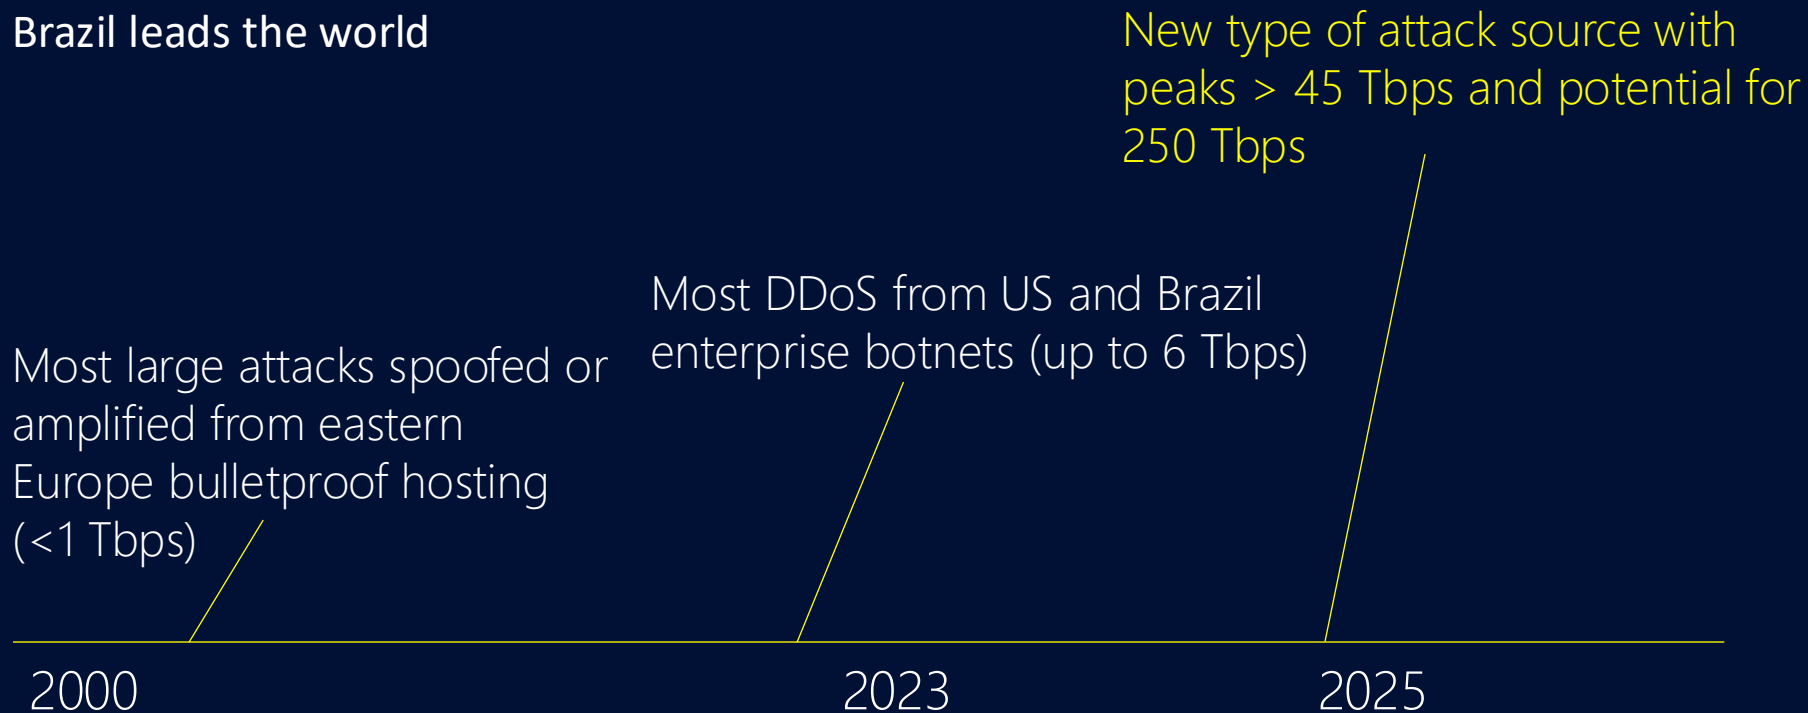 Brazil leads the world
New type of attack source with
peaks > 45 Tbps and potential for
250 Tbps
Most DDoS from US and Brazil
enterprise botnets (up to 6 Tbps)
Most large attacks spoofed or
amplified from eastern
Europe bulletproof hosting
(<1 Tbps)
2000
2023
2025